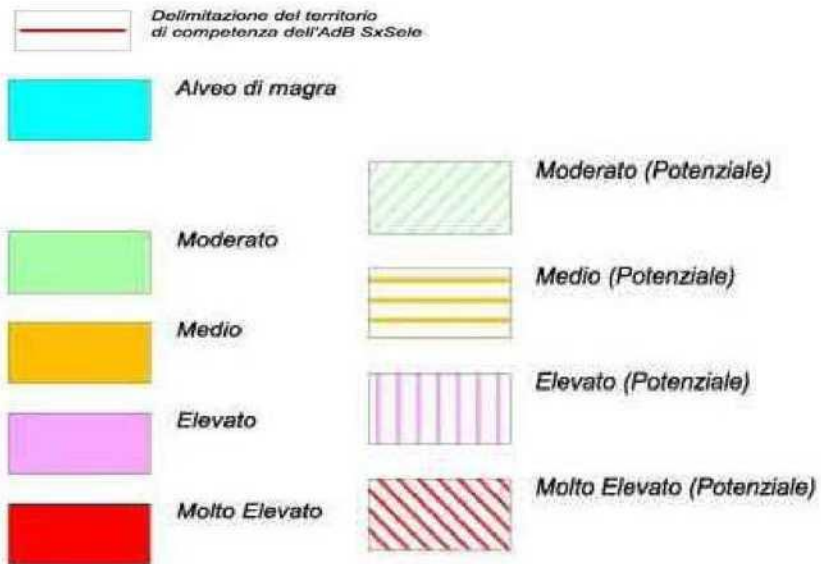 Delimitazione del territorio
di competenza dell'AdB SxSele
Alveo di magra
Moderato
Medio
Elevato
Molto Elevato
Moderato (Potenziale)
Medio (Potenziale)
Elevato (Potenziale)
Molto Elevato (Potenziale)